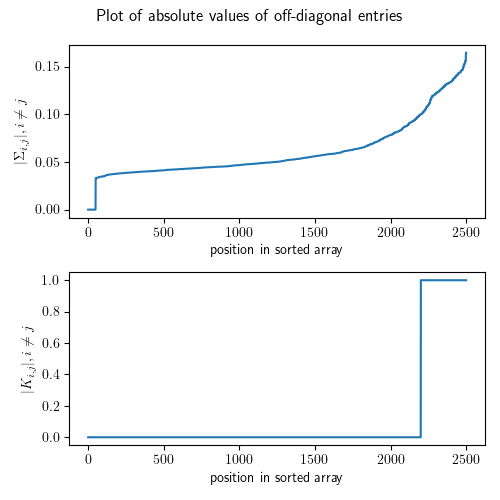 Plot of absolute values of off-diagonal entries
0.15
0.10
0.05
0.00
|Σ_{i,j}|, i ≠ j
0 500 1000 1500 2000 2500
position in sorted array
1.0
0.8
0.6
0.4
0.2
0.0
|K_{i,j}|, i ≠ j
0 500 1000 1500 2000 2500
position in sorted array